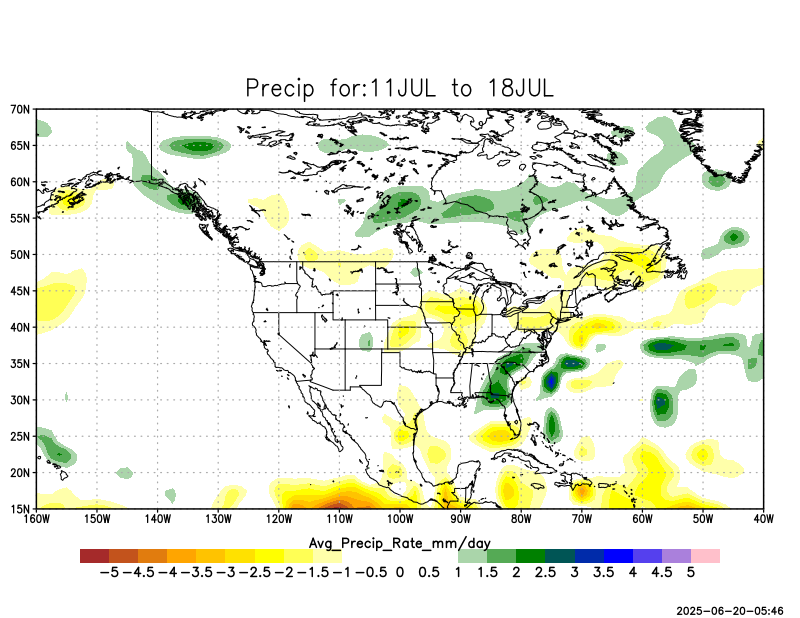 Precip for:11JUL to 18JUL
70N
65N
60N
55N
50N
45N
40N
35N
30N
25N
20N
15N
160W 150W 140W 130W 120W 110W 100W 90W 80W 70W 60W 50W 40W
Avg_Precip_Rate_mm/day
-5 -4.5 -4 -3.5 -3 -2.5 -2 -1.5 -1 -0.5 0 0.5 1 1.5 2 2.5 3 3.5 4 4.5 5
2025-06-20-05:46